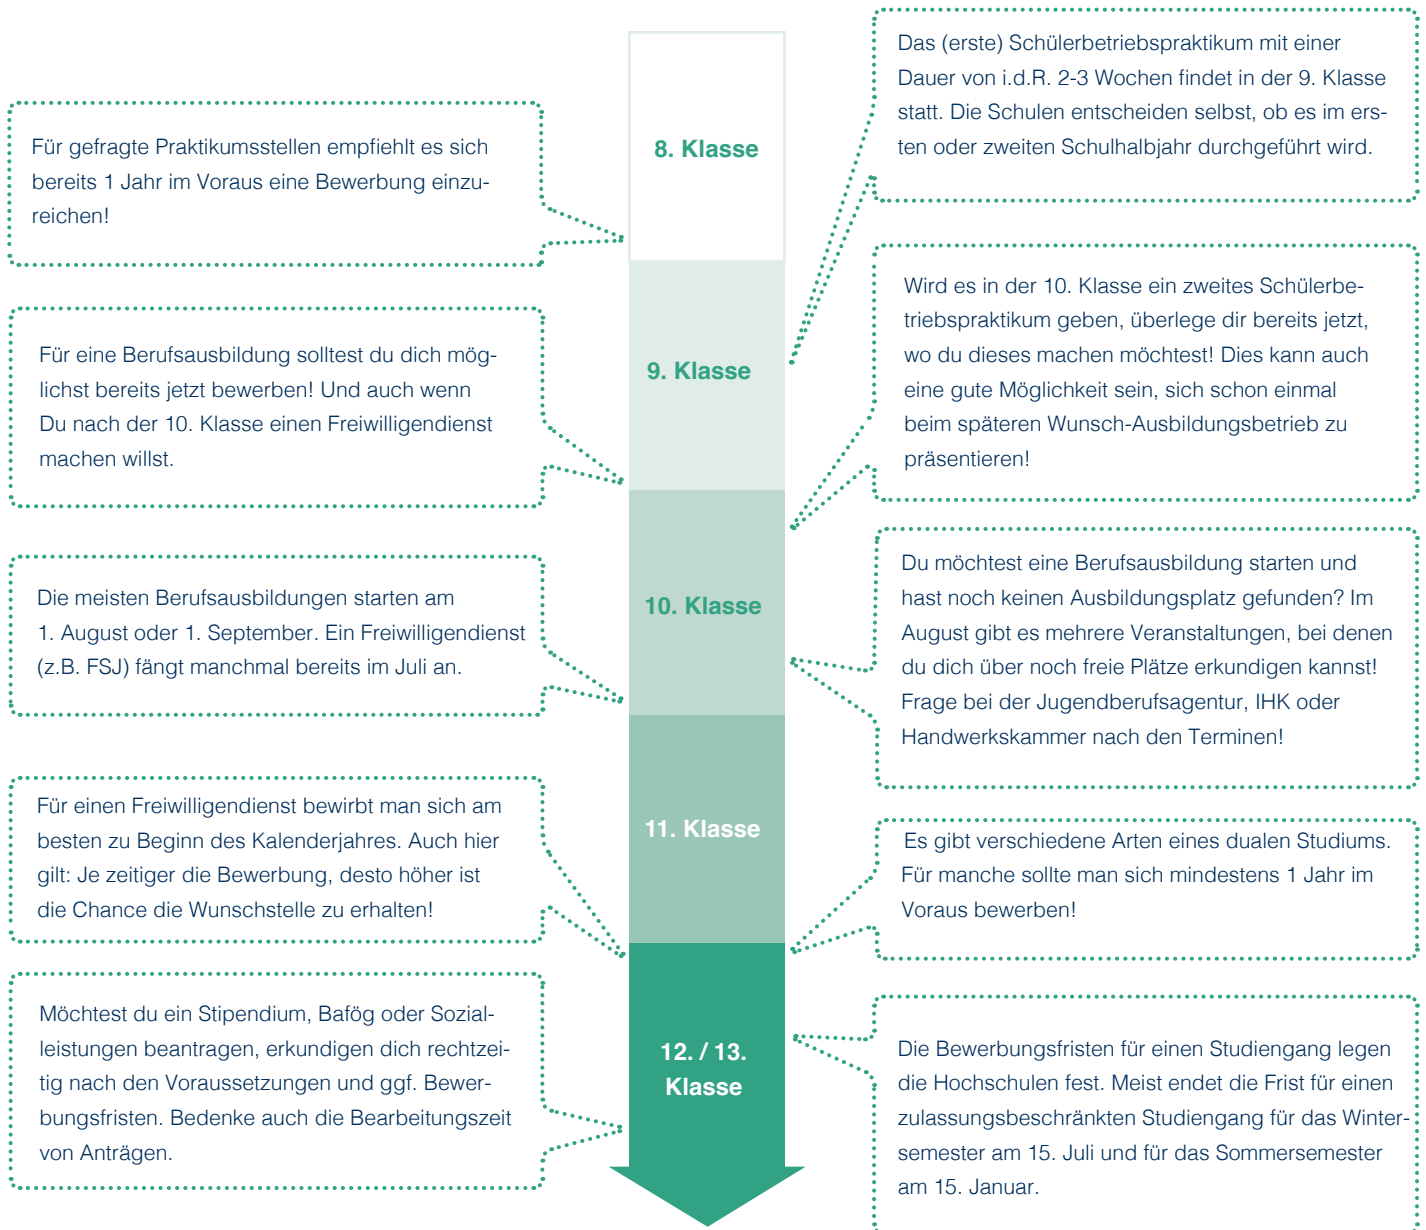 8. Klasse
Das (erste) Schülerbetriebspraktikum mit einer
Dauer von i.d.R. 2-3 Wochen findet in der 9. Klasse
statt. Die Schulen entscheiden selbst, ob es im ers-
ten oder zweiten Schulhalbjahr durchgeführt wird.
Für gefragte Praktikumsstellen empfiehlt es sich
bereits 1 Jahr im Voraus eine Bewerbung einzu-
reichen!
9. Klasse
Wird es in der 10. Klasse ein zweites Schülerbe-
triebspraktikum geben, überlege dir bereits jetzt,
wo du dieses machen möchtest! Dies kann auch
eine gute Möglichkeit sein, sich schon einmal
beim späteren Wunsch-Ausbildungsbetrieb zu
präsentieren!
Für eine Berufsausbildung solltest du dich mög-
lichst bereits jetzt bewerben! Und auch wenn
Du nach der 10. Klasse einen Freiwilligendienst
machen willst.
10. Klasse
Du möchtest eine Berufsausbildung starten und
hast noch keinen Ausbildungsplatz gefunden? Im
August gibt es mehrere Veranstaltungen, bei denen
du dich über noch freie Plätze erkundigen kannst!
Frage bei der Jugendberufsagentur, IHK oder
Handwerkskammer nach den Terminen!
Die meisten Berufsausbildungen starten am
1. August oder 1. September. Ein Freiwilligendienst
(z.B. FSJ) fängt manchmal bereits im Juli an.
11. Klasse
Für einen Freiwilligendienst bewirbt man sich am
besten zu Beginn des Kalenderjahres. Auch hier
gilt: Je zeitiger die Bewerbung, desto höher ist
die Chance die Wunschstelle zu erhalten!
Es gibt verschiedene Arten eines dualen Studiums.
Für manche sollte man sich mindestens 1 Jahr im
Voraus bewerben!
12. / 13.
Klasse
Möchtest du ein Stipendium, Bafög oder Sozial-
leistungen beantragen, erkundigen dich rechtzei-
tig nach den Voraussetzungen und ggf. Bewer-
bungsfristen. Bedenke auch die Bearbeitungszeit
von Anträgen.
Die Bewerbungsfristen für einen Studiengang legen
die Hochschulen fest. Meist endet die Frist für einen
zulassungsbeschränkten Studiengang für das Winter-
semester am 15. Juli und für das Sommersemester
am 15. Januar.